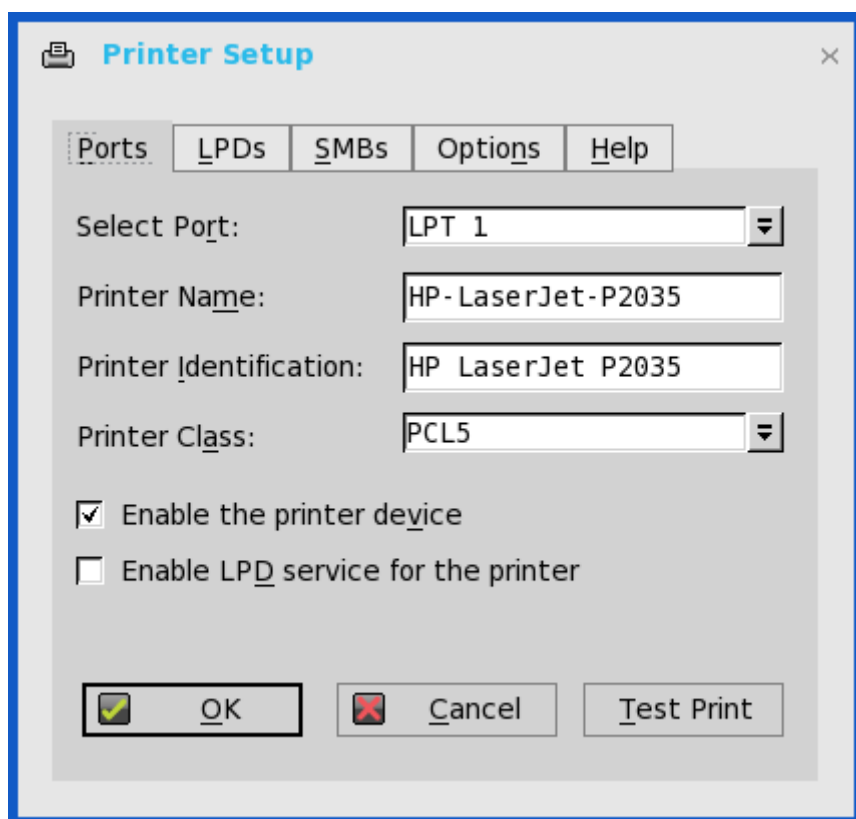 Printer Setup
Ports LPDs SMBs Options Help
Select Port: LPT 1
Printer Name: HP-LaserJet-P2035
Printer Identification: HP LaserJet P2035
Printer Class: PCL5
Enable the printer device
Enable LPD service for the printer
OK Cancel Test Print